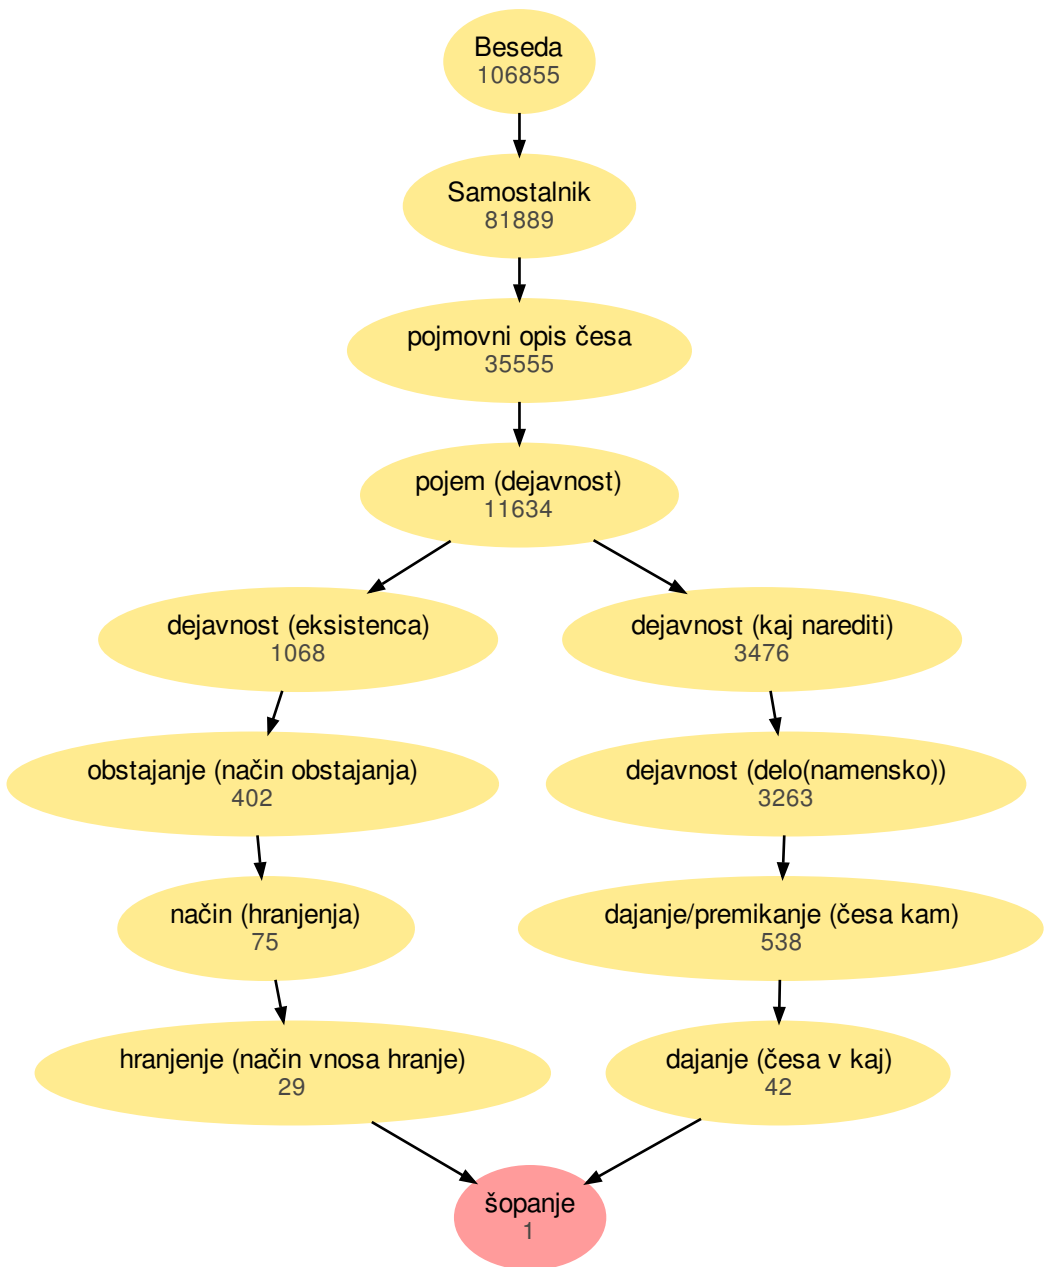 Beseda
106855
Samostalnik
81889
pojmovni opis česa
35555
pojem (dejavnost)
11634
dejavnost (eksistenca)
1068
dejavnost (kaj narediti)
3476
obstajanje (način obstajanja)
402
dejavnost (delo(namensko))
3263
način (hranjenja)
75
dajanje/premikanje (česa kam)
538
hranjenje (način vnosa hranje)
29
dajanje (česa v kaj)
42
šopanje
1